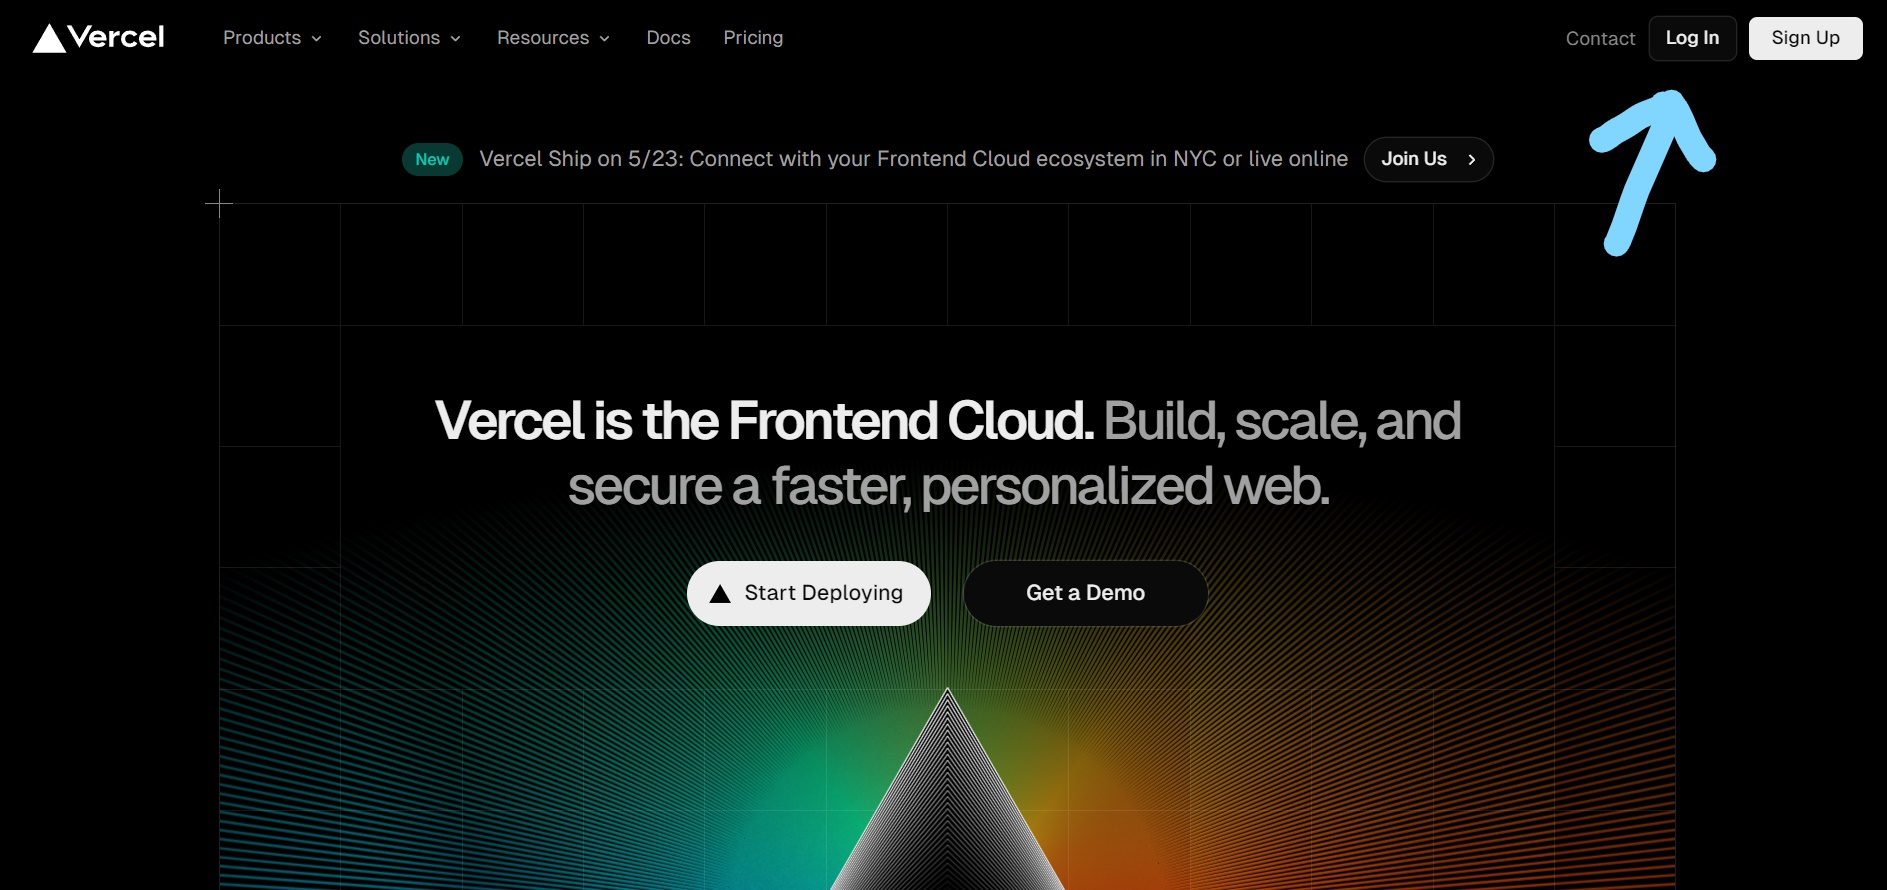 Vercel
Products
Solutions
Resources
Docs
Pricing
Contact
Log In
Sign Up
New
Vercel Ship on 5/23: Connect with your Frontend Cloud ecosystem in NYC or live online
Join Us
Vercel is the Frontend Cloud. Build, scale, and
secure a faster, personalized web.
Start Deploying
Get a Demo